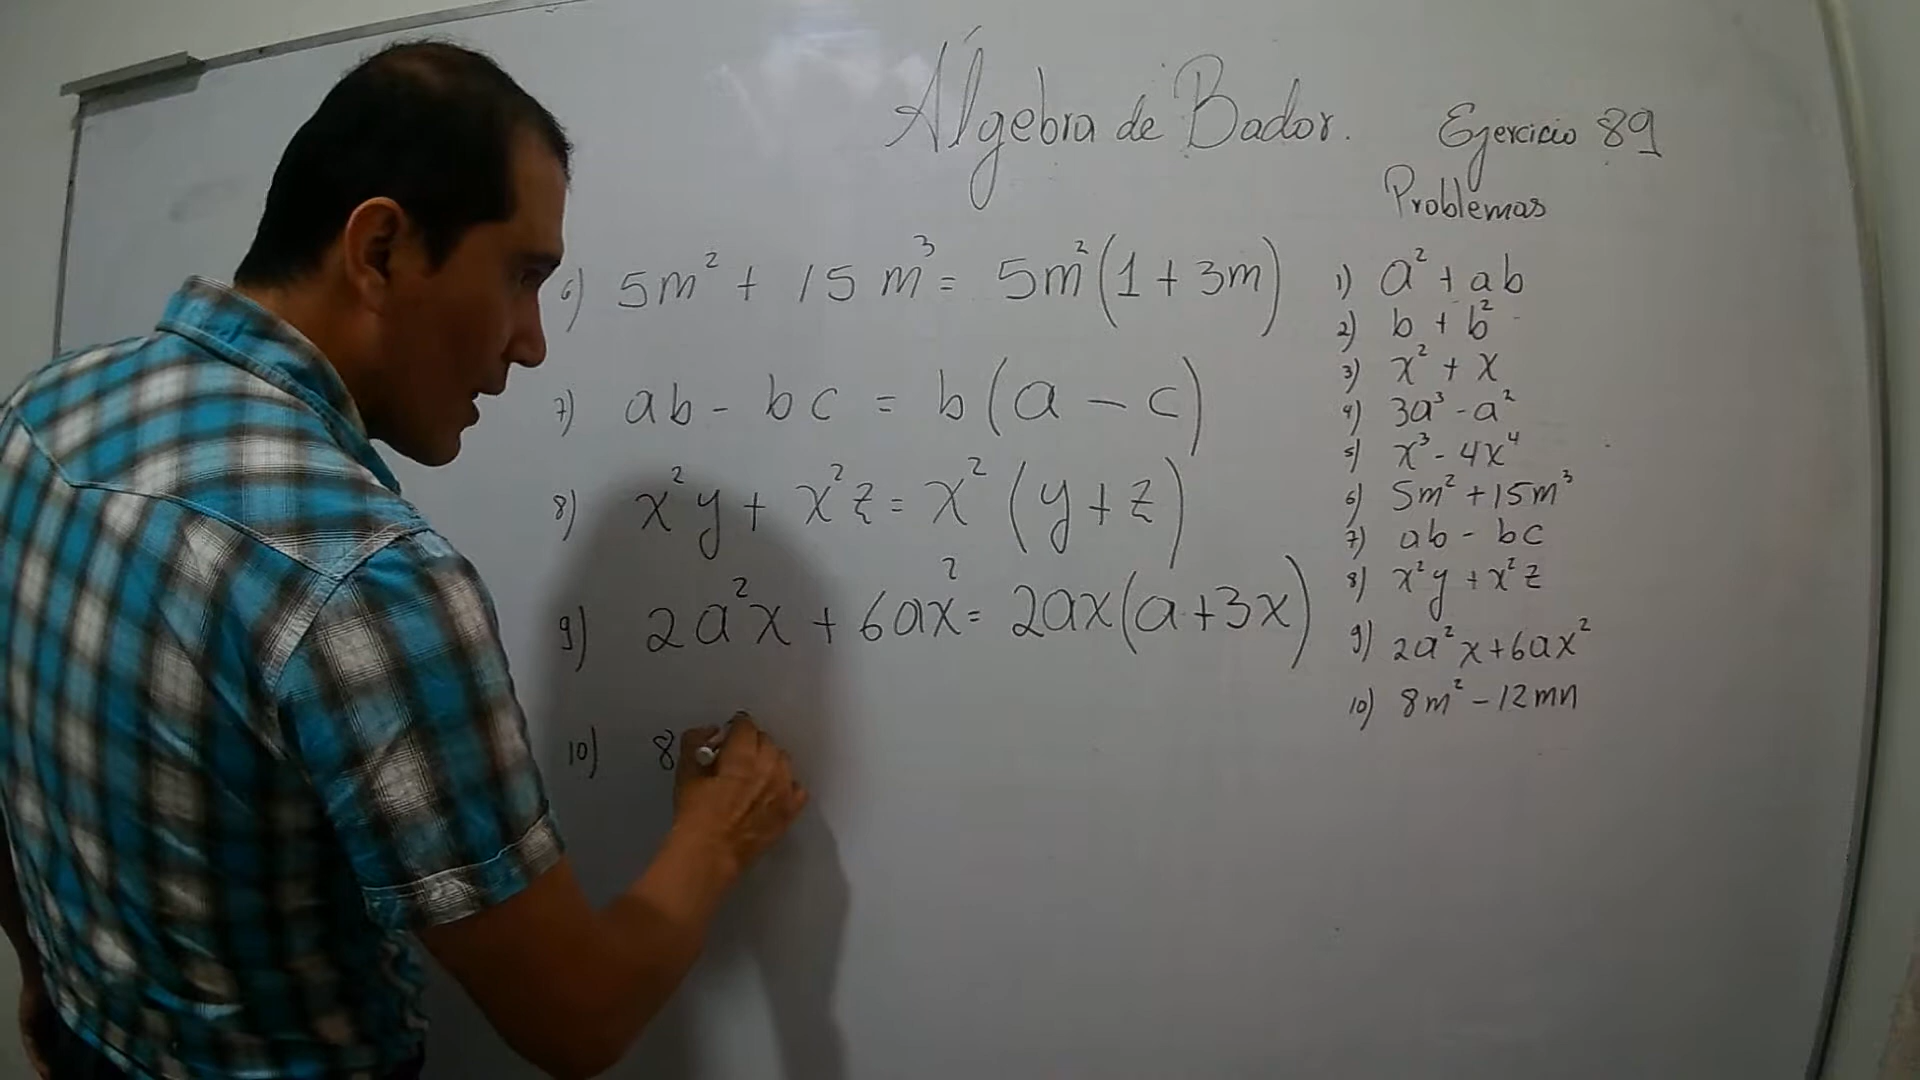 Álgebra de Bador. Ejercicio 89
Problemas
6) 5m² + 15 m³ = 5m²(1 + 3m)
7) ab - bc = b(a - c)
8) x²y + x²z = x²(y+z)
9) 2a²x + 6ax² = 2ax(a+3x)
10) 8
1) a² + ab
2) b + b²
3) x² + x
4) 3a³ - a²
5) x³ - 4x⁴
6) 5m² + 15m³
7) ab - bc
8) x²y + x²z
9) 2a²x + 6ax²
10) 8m² - 12mn